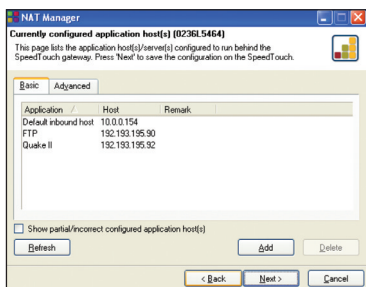 NAT Manager
Currently configured application host(s) (0236L5464)
This page lists the application host(s)/server(s) configured to run behind the
SpeedTouch gateway. Press 'Next' to save the configuration on the SpeedTouch.
Basic Advanced
Application Host Remark
Default inbound host 10.0.0.154
FTP 192.193.195.90
Quake II 192.193.195.92
Show partial/incorrect configured application host(s)
Refresh Add Delete
< Back Next > Cancel